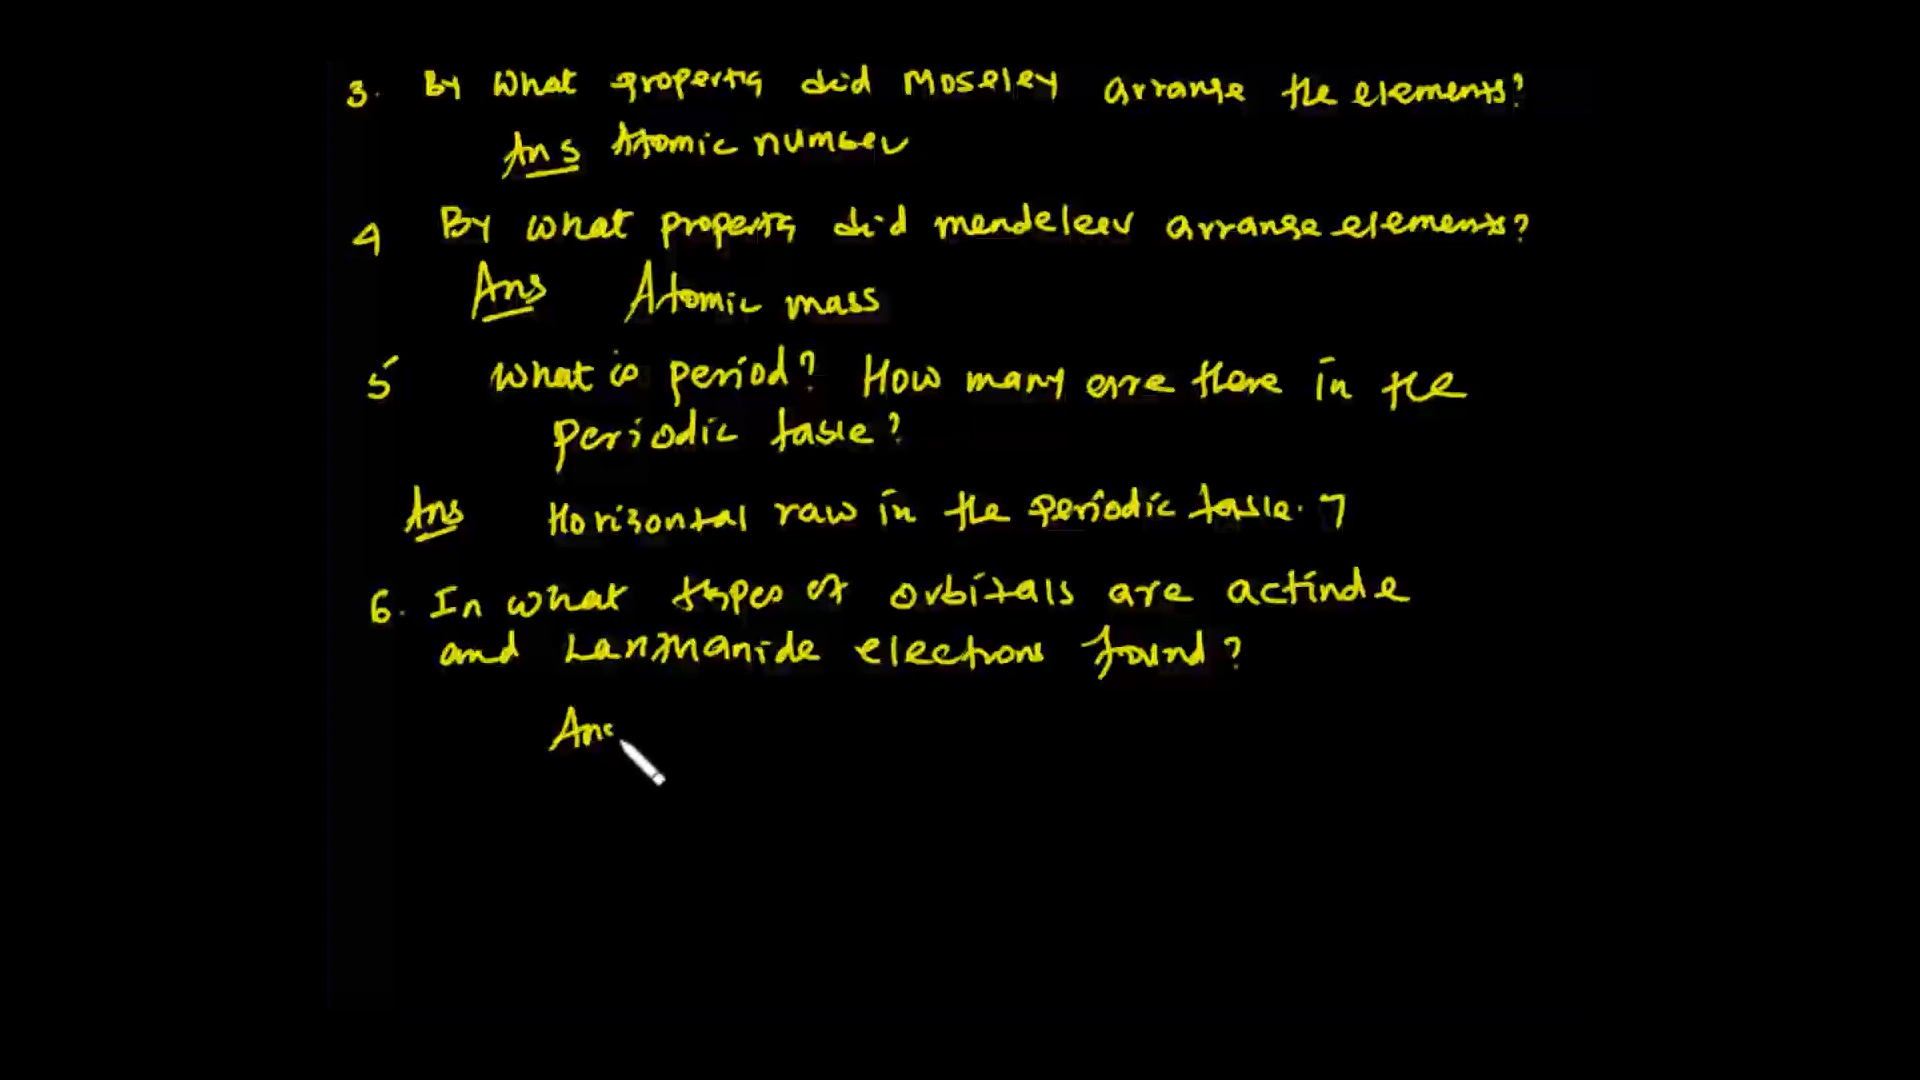 3. By what property did Moseley arrange the elements?
Ans Atomic number
4 By what property did mendeleev arrange elements?
Ans Atomic mass
5 What is period? How many are there in the
periodic table?
Ans Horizontal raw in the periodic table. 7
6. In what types of orbitals are actinde
and Lanthanide electrons found?
Ans